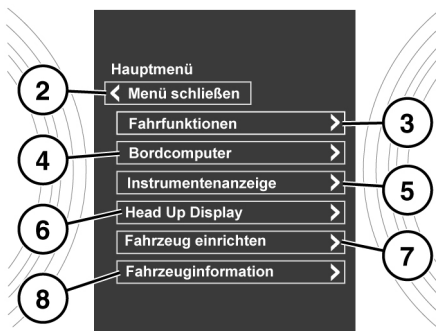 Hauptmenü
2
Menü schließen
Fahrfunktionen
3
4
Bordcomputer
Instrumentenanzeige
5
6
Head Up Display
Fahrzeug einrichten
7
8
Fahrzeuginformation